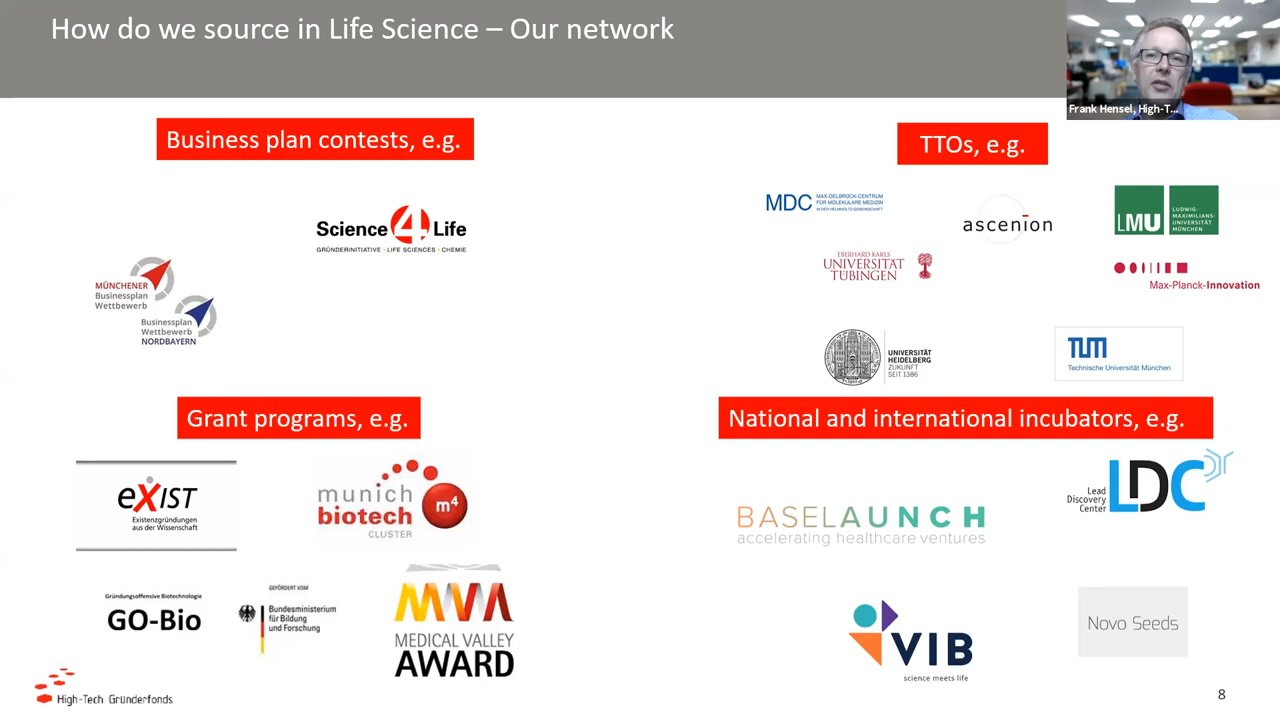 How do we source in Life Science – Our network
Frank Hensel, High-T...
Business plan contests, e.g.
Science 4 Life
GRÜNDERINITIATIVE · LIFE SCIENCES · CHEMIE
MÜNCHENER
Businessplan
Wettbewerb
Businessplan
Wettbewerb
NORDBAYERN
TTOs, e.g.
MDC
MAX-DELBRÜCK-CENTRUM
FÜR MOLEKULARE MEDIZIN
IN DER HELMHOLTZ-GEMEINSCHAFT
ascenion
LMU
LUDWIG-
MAXIMILIANS-
UNIVERSITÄT
MÜNCHEN
EBERHARD KARLS
UNIVERSITÄT
TÜBINGEN
Max-Planck-Innovation
UNIVERSITÄT
HEIDELBERG
ZUKUNFT
SEIT 1386
TUM
Technische Universität München
Grant programs, e.g.
eXIST
Existenzgründungen
aus der Wissenschaft
munich
biotech
CLUSTER
m4
Gründungsoffensive Biotechnologie
GO-Bio
GEFÖRDERT VOM
Bundesministerium
für Bildung
und Forschung
MVA
MEDICAL VALLEY
AWARD
National and international incubators, e.g.
BASELAUNCH
accelerating healthcare ventures
Lead
Discovery
Center
LDC
VIB
science meets life
Novo Seeds
High-Tech Gründerfonds
8